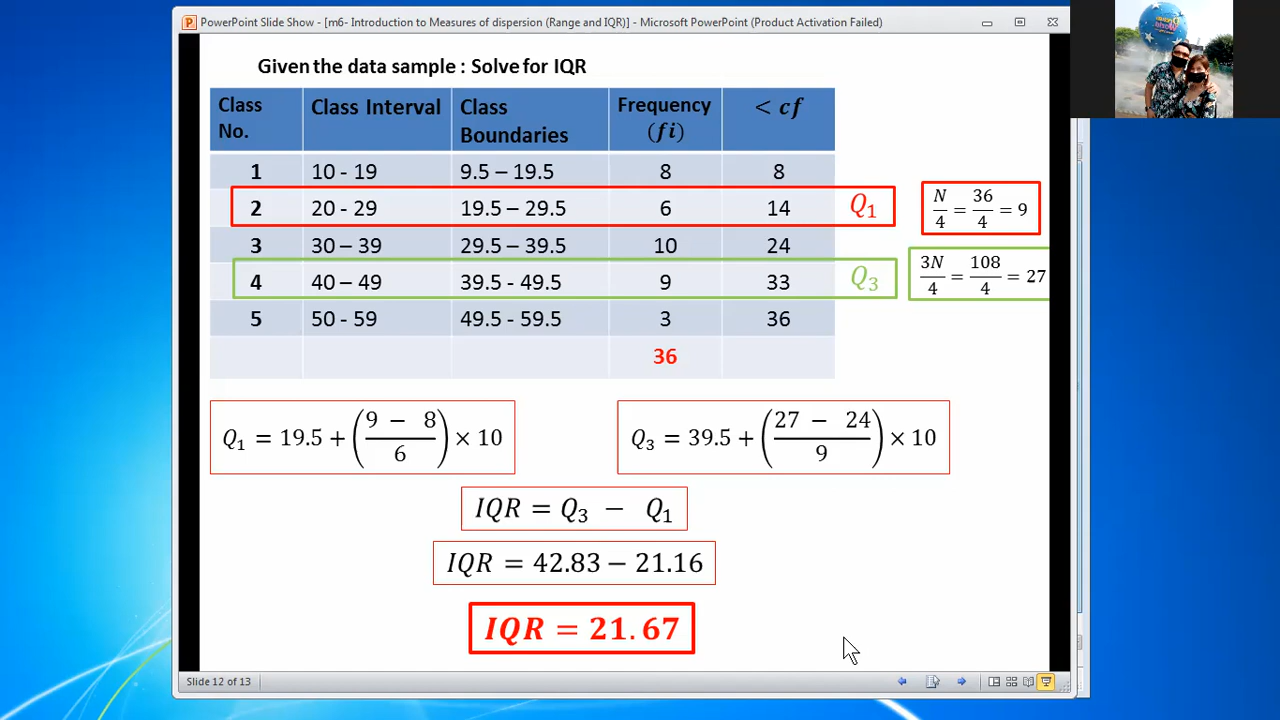 PowerPoint Slide Show - [m6- Introduction to Measures of dispersion (Range and IQR)] - Microsoft PowerPoint (Product Activation Failed)
Given the data sample : Solve for IQR
Class No. Class Interval Class Boundaries Frequency (fi) < cf
1 10 - 19 9.5 – 19.5 8 8
2 20 - 29 19.5 – 29.5 6 14 Q₁
N/4 = 36/4 = 9
3 30 – 39 29.5 – 39.5 10 24
4 40 – 49 39.5 - 49.5 9 33 Q₃
3N/4 = 108/4 = 27
5 50 - 59 49.5 - 59.5 3 36
36
Q₁ = 19.5 + ((9 − 8)/6) × 10
Q₃ = 39.5 + ((27 − 24)/9) × 10
IQR = Q₃ − Q₁
IQR = 42.83 − 21.16
IQR = 21.67
Slide 12 of 13